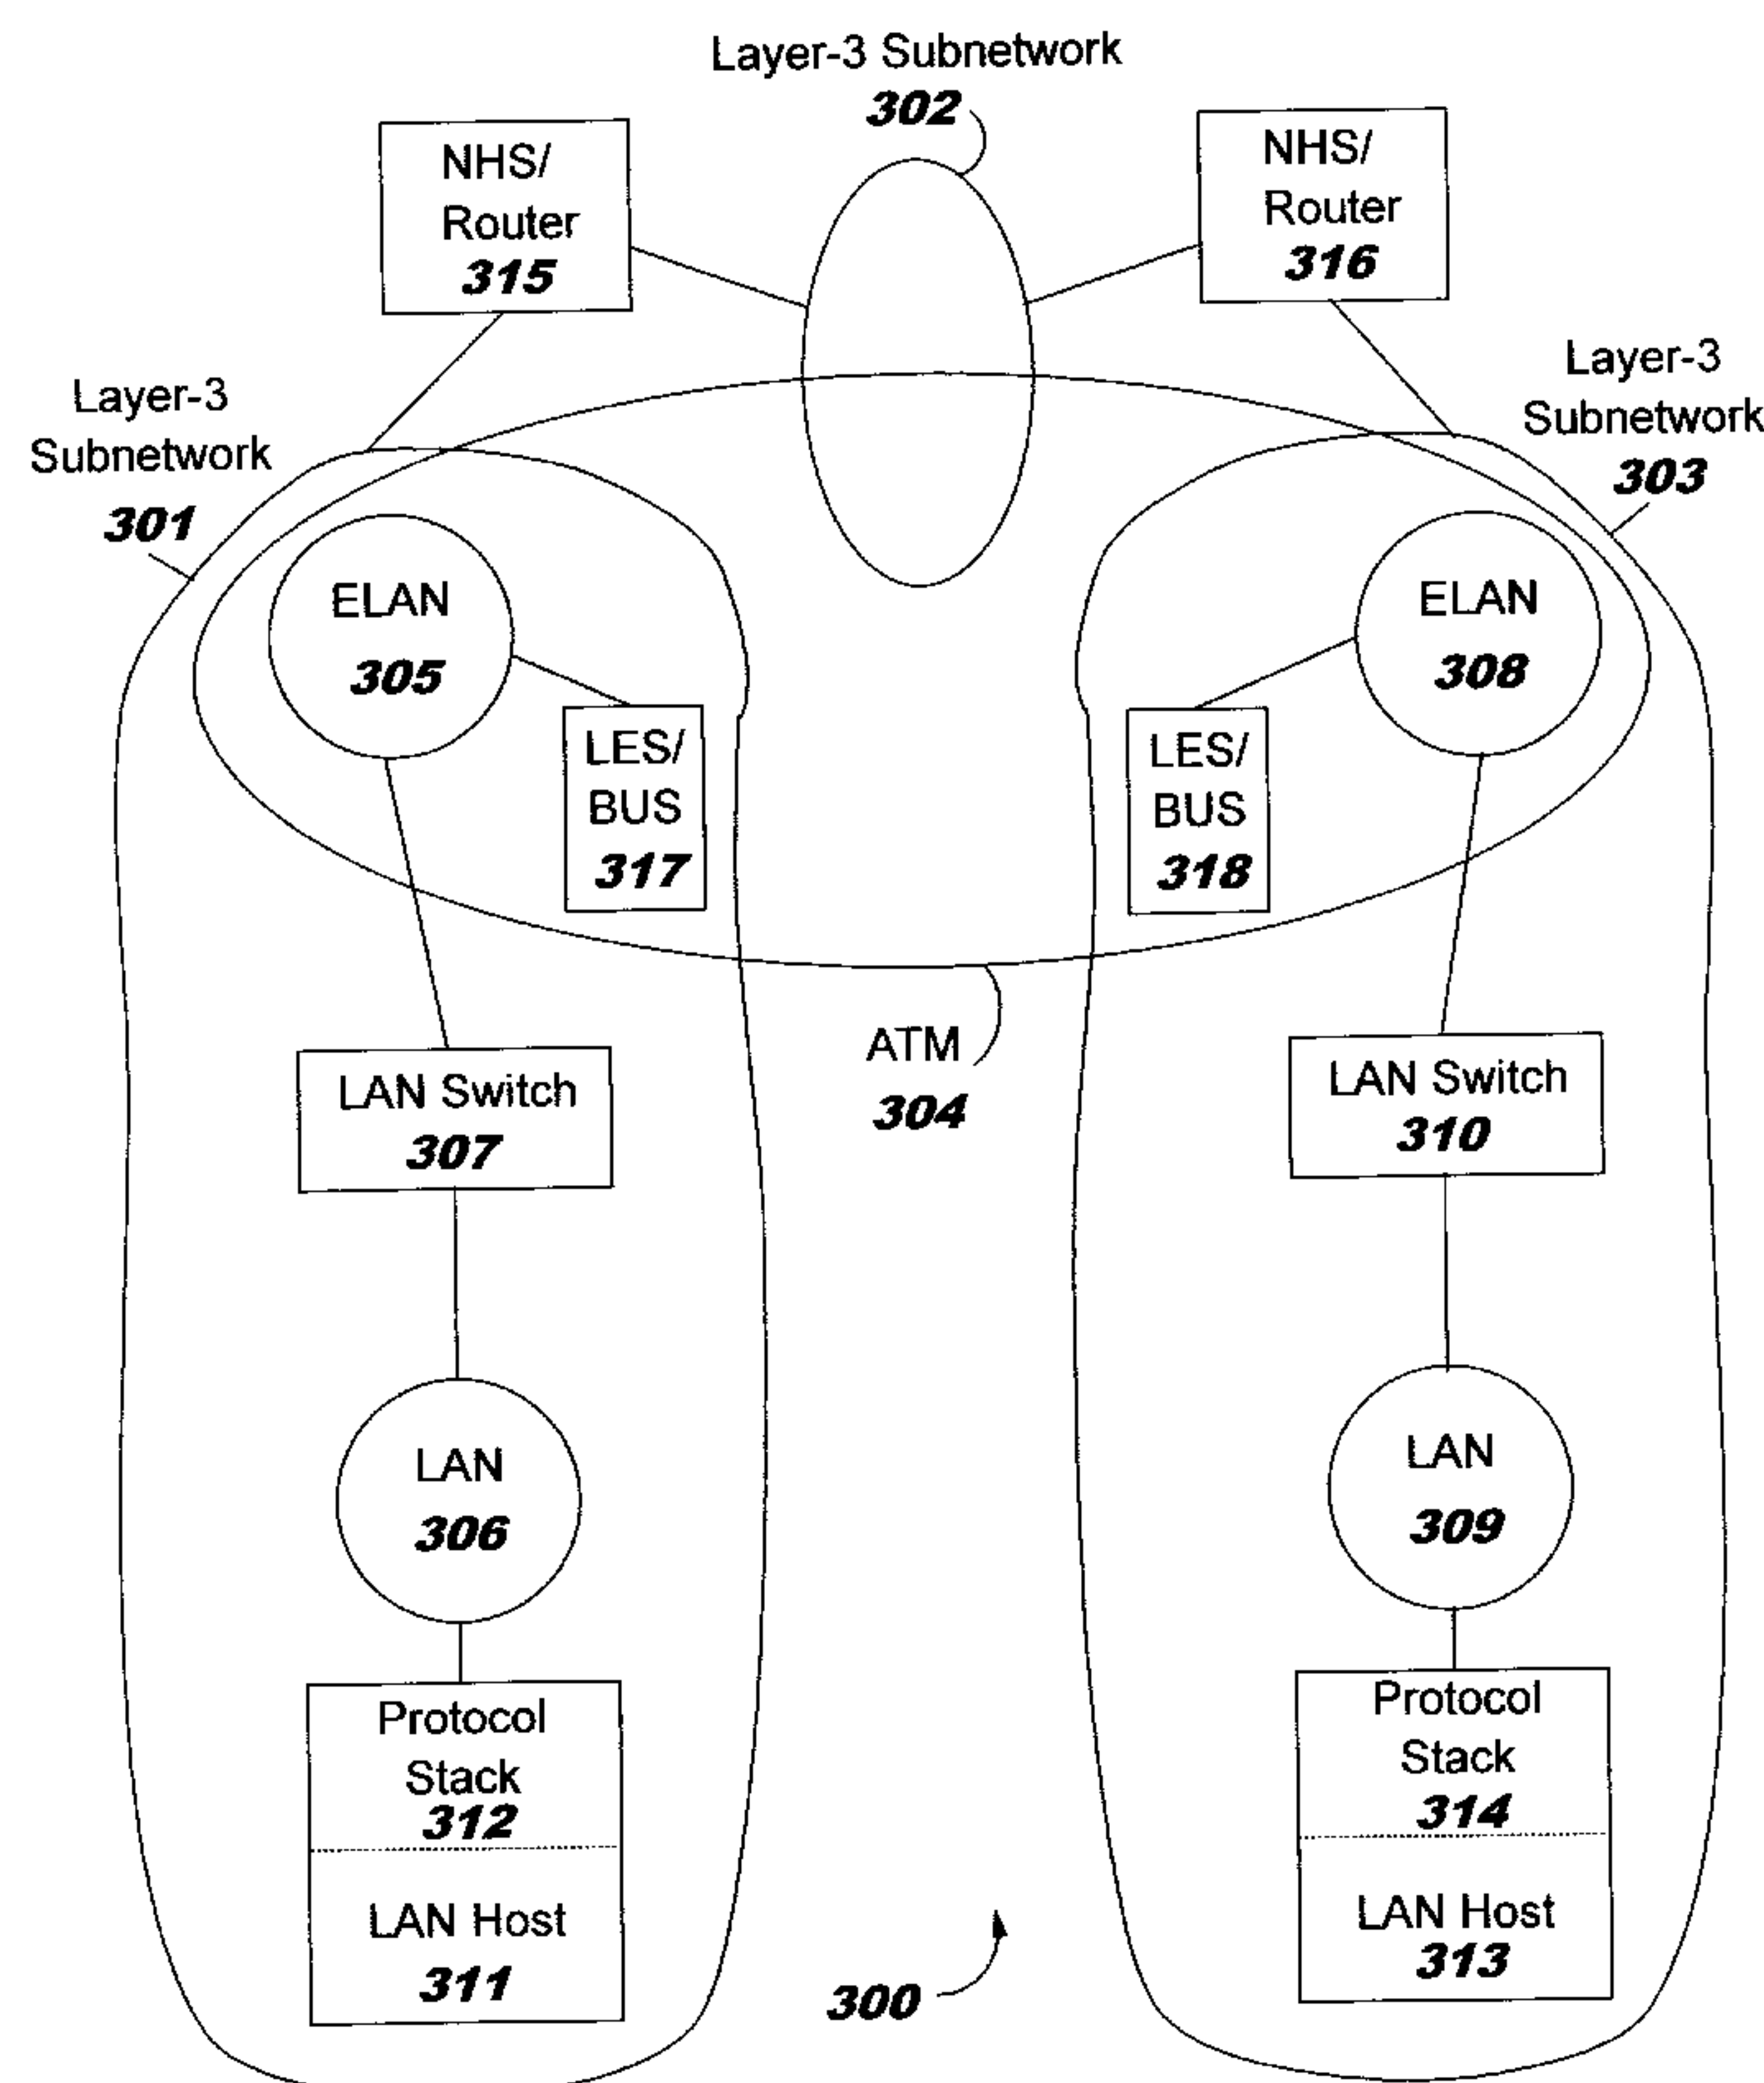 Layer-3 Subnetwork
302
NHS/
Router
315
NHS/
Router
316
Layer-3
Subnetwork
301
Layer-3
Subnetwork
303
ELAN
305
ELAN
308
LES/
BUS
317
LES/
BUS
318
ATM
304
LAN Switch
307
LAN Switch
310
LAN
306
LAN
309
Protocol
Stack
312
LAN Host
311
Protocol
Stack
314
LAN Host
313
300